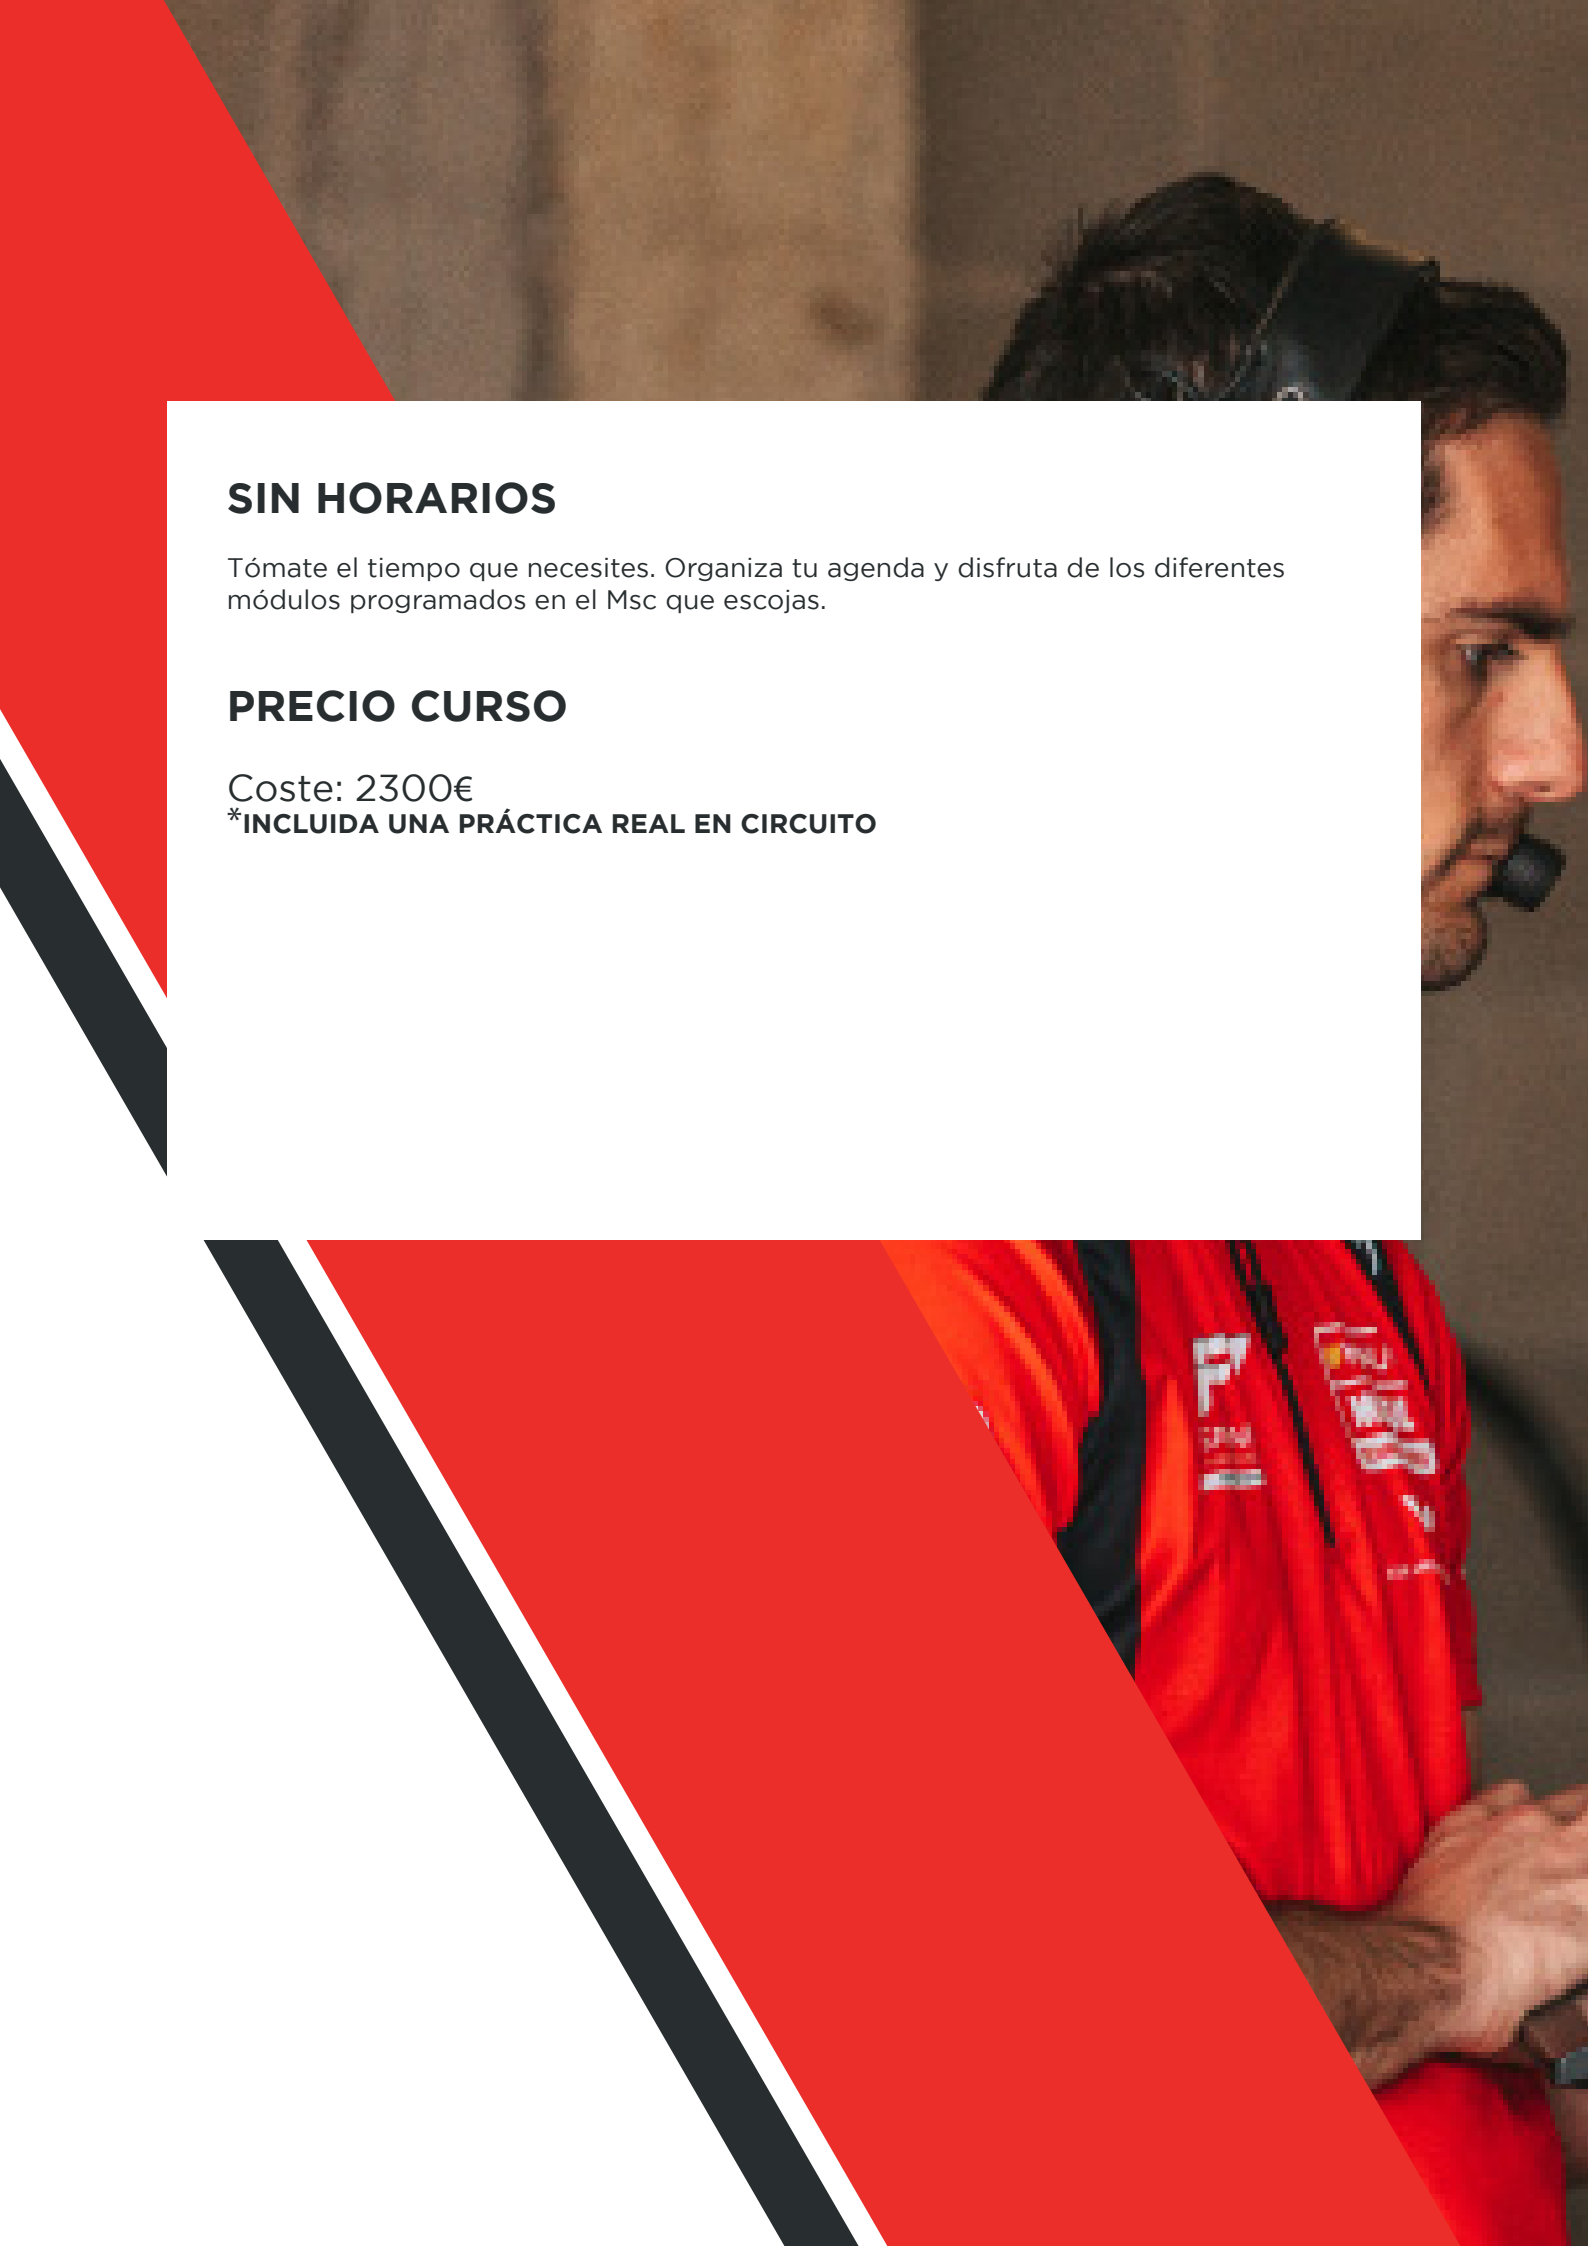 SIN HORARIOS
Tómate el tiempo que necesites. Organiza tu agenda y disfruta de los diferentes
módulos programados en el Msc que escojas.
PRECIO CURSO
Coste: 2300€
*INCLUIDA UNA PRÁCTICA REAL EN CIRCUITO